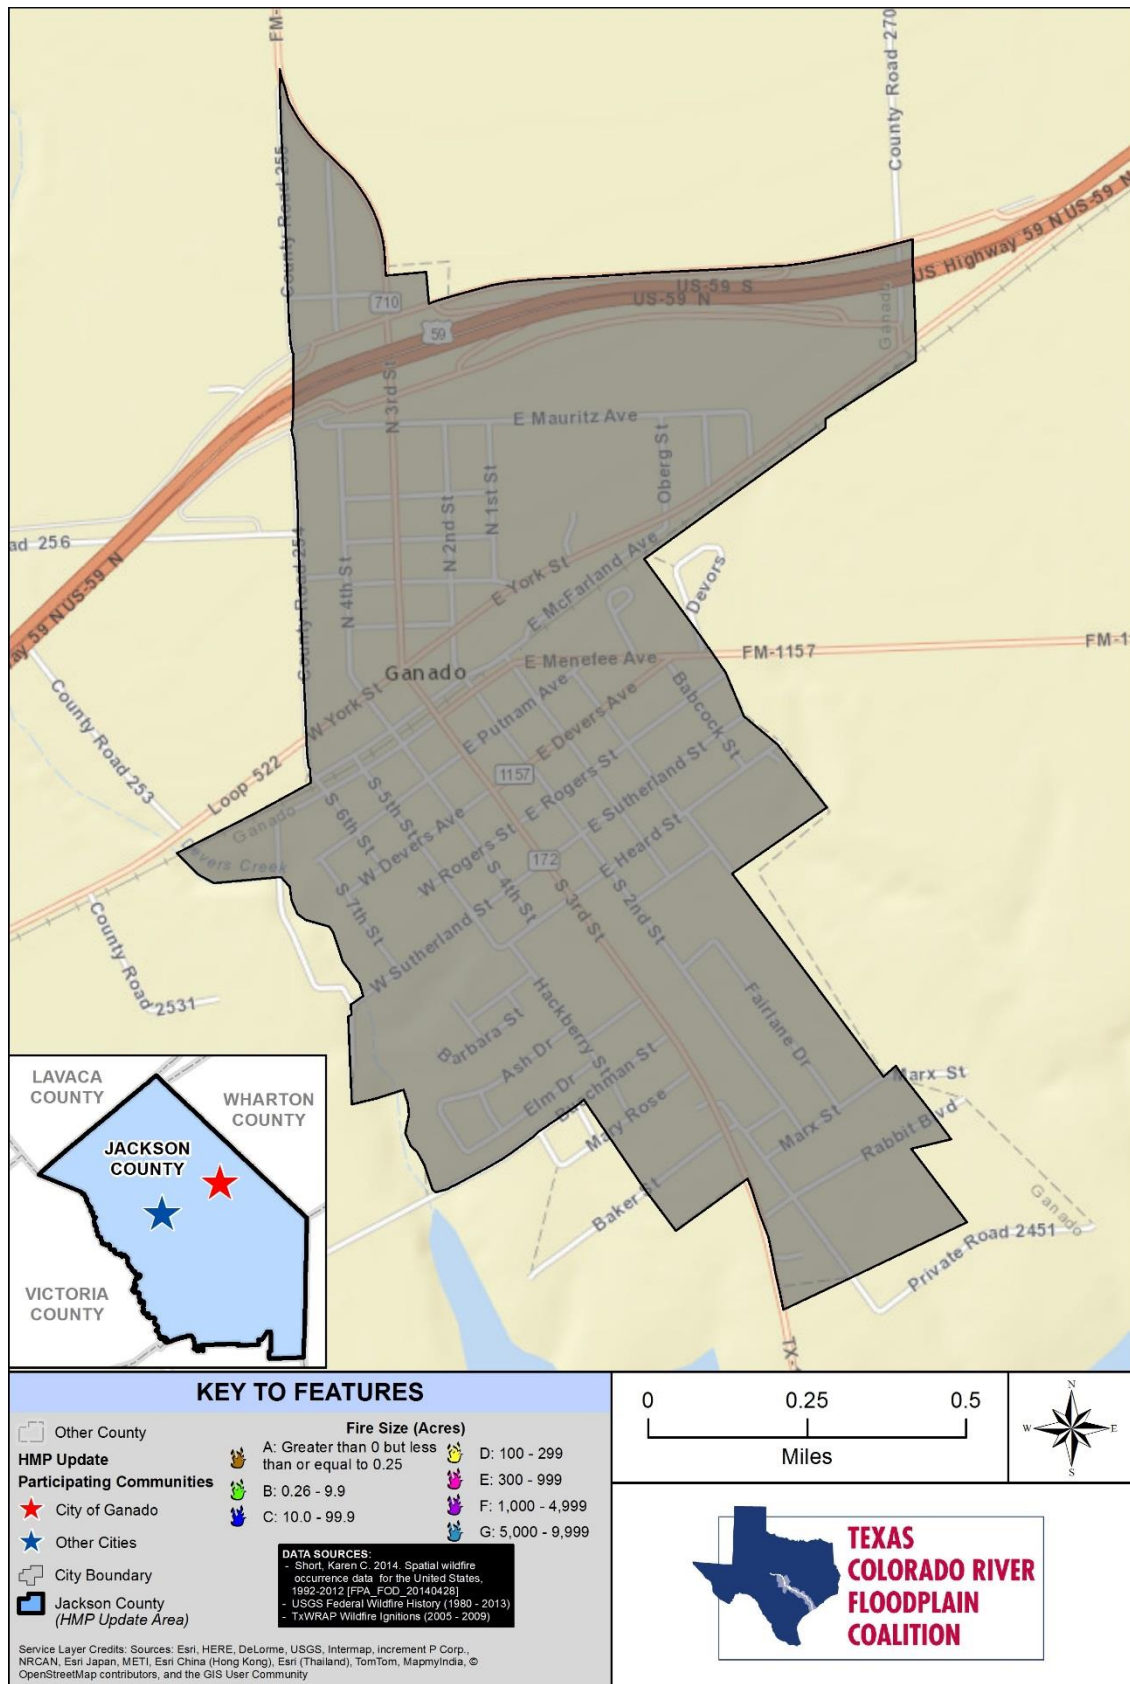 FM-
County Road 270
County Road 255
US Highway 59 N US-59 N
US-59 S
US-59 N
Ganado
710
59
N 3rd St
E Mauritz Ave
Oberg St
N 1st St
N 2nd St
N 4th St
ad 256
County Road 254
E York St
E McFarland Ave
Devors
ay 59 N US-59 N
E Menefee Ave
FM-1157
FM-1
Ganado
W York St
E Putnam Ave
E Devers Ave
Babcock St
County Road 253
Loop 522
1157
E Rogers St
E Sutherland St
Ganado
S 5th St
S 6th St
Devers Creek
W Devers Ave
W Rogers St
172
E Heard St
S 4th St
S 3rd St
S 2nd St
S 7th St
W Sutherland St
County Road 2531
Hackberry St
Fairlane Dr
Barbara St
Ash Dr
Elm Dr
Mary Rose
Marx St
Marx St
Rabbit Blvd
Baker St
Ganado
Private Road 2451
TX-
LAVACA
COUNTY
WHARTON
COUNTY
JACKSON
COUNTY
VICTORIA
COUNTY
KEY TO FEATURES
Other County
HMP Update
Participating Communities
City of Ganado
Other Cities
City Boundary
Jackson County
(HMP Update Area)
Fire Size (Acres)
A: Greater than 0 but less
than or equal to 0.25
B: 0.26 - 9.9
C: 10.0 - 99.9
D: 100 - 299
E: 300 - 999
F: 1,000 - 4,999
G: 5,000 - 9,999
DATA SOURCES:
- Short, Karen C. 2014. Spatial wildfire
occurrence data for the United States,
1992-2012 [FPA_FOD_20140428]
- USGS Federal Wildfire History (1980 - 2013)
- TxWRAP Wildfire Ignitions (2005 - 2009)
Service Layer Credits: Sources: Esri, HERE, DeLorme, USGS, Intermap, increment P Corp.,
NRCAN, Esri Japan, METI, Esri China (Hong Kong), Esri (Thailand), TomTom, MapmyIndia, ©
OpenStreetMap contributors, and the GIS User Community
0 0.25 0.5
Miles
N
W E
S
TEXAS
COLORADO RIVER
FLOODPLAIN
COALITION